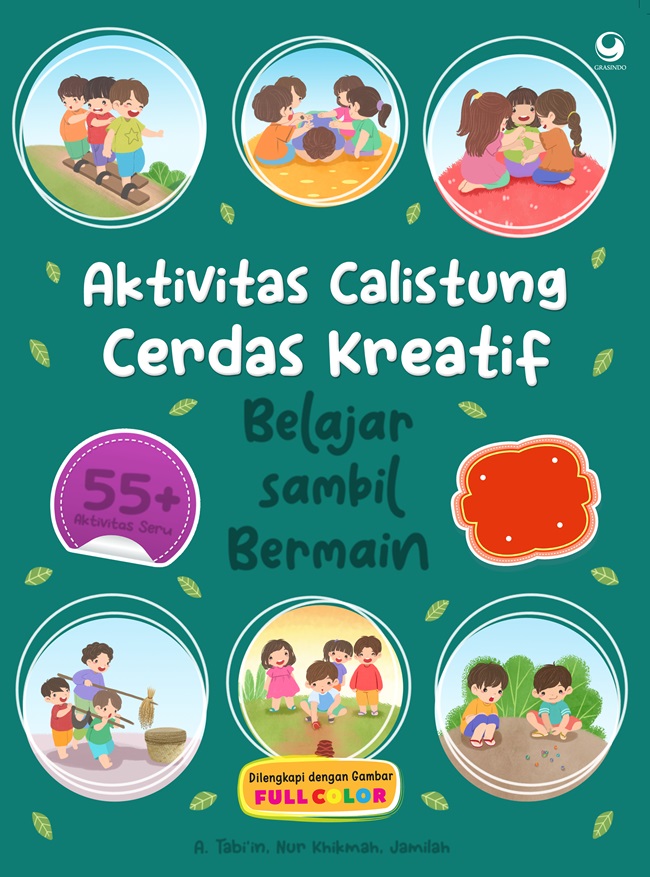 GRASINDO
Aktivitas Calistung
Cerdas Kreatif
Belajar
sambil
Bermain
55+
Aktivitas Seru
Dilengkapi dengan Gambar
FULL COLOR
A. Tabi'in, Nur Khikmah, Jamilah